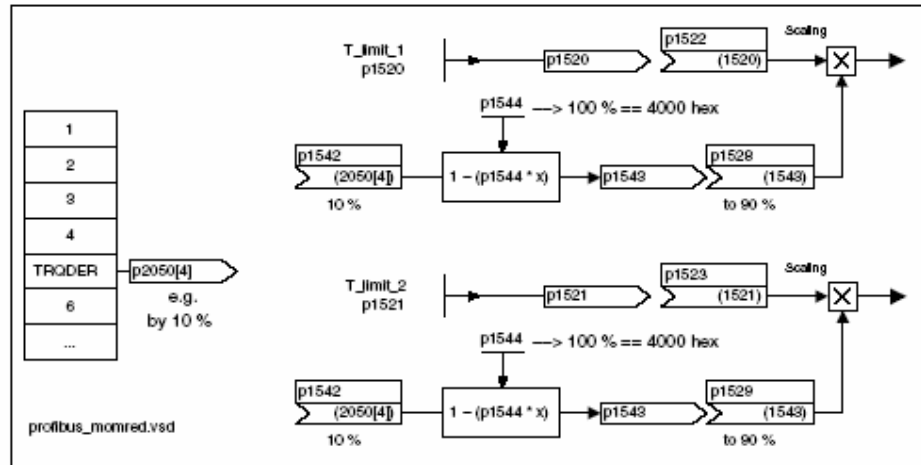 1
2
3
4
TRQDER
6
...
p2050[4]
e.g.
by 10 %
profibus_momred.vsd
T_limit_1
p1520
p1520
p1522
(1520)
Scaling
X
p1544
—> 100 % == 4000 hex
p1542
(2050[4])
10 %
1 – (p1544 * x)
p1543
p1528
(1543)
to 90 %
T_limit_2
p1521
p1521
p1523
(1521)
Scaling
X
p1544
—> 100 % == 4000 hex
p1542
(2050[4])
10 %
1 – (p1544 * x)
p1543
p1529
(1543)
to 90 %